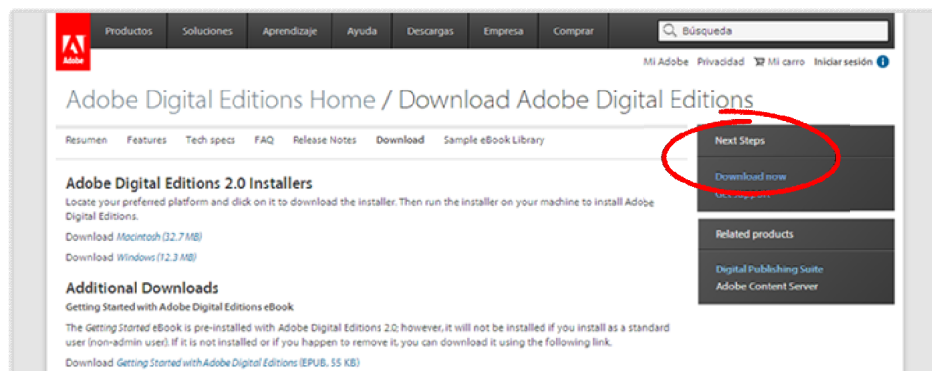 Productos Soluciones Aprendizaje Ayuda Descargas Empresa Comprar Búsqueda
Adobe
Mi Adobe Privacidad Mi carro Iniciar sesión
Adobe Digital Editions Home / Download Adobe Digital Editions
Resumen Features Tech specs FAQ Release Notes Download Sample eBook Library
Next Steps
Download now
Get support
Adobe Digital Editions 2.0 Installers
Locate your preferred platform and click on it to download the installer. Then run the installer on your machine to install Adobe
Digital Editions.
Download Macintosh (32.7 MB)
Download Windows (12.3 MB)
Related products
Digital Publishing Suite
Adobe Content Server
Additional Downloads
Getting Started with Adobe Digital Editions eBook
The Getting Started eBook is pre-installed with Adobe Digital Editions 2.0; however, it will not be installed if you install as a standard
user (non-admin user). If it is not installed or if you happen to remove it, you can download it using the following link.
Download Getting Started with Adobe Digital Editions (EPUB, 55 KB)